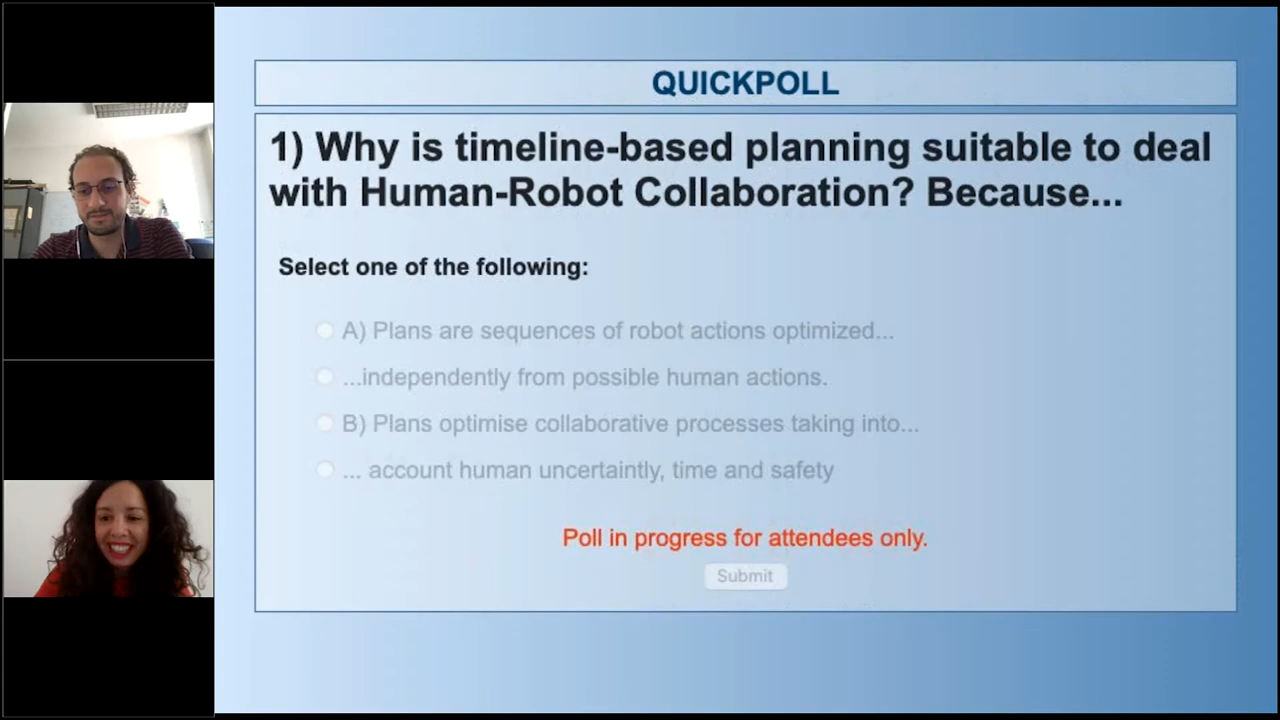 QUICKPOLL
1) Why is timeline-based planning suitable to deal
with Human-Robot Collaboration? Because...
Select one of the following:
A) Plans are sequences of robot actions optimized...
...independently from possible human actions.
B) Plans optimise collaborative processes taking into...
... account human uncertaintly, time and safety
Poll in progress for attendees only.
Submit